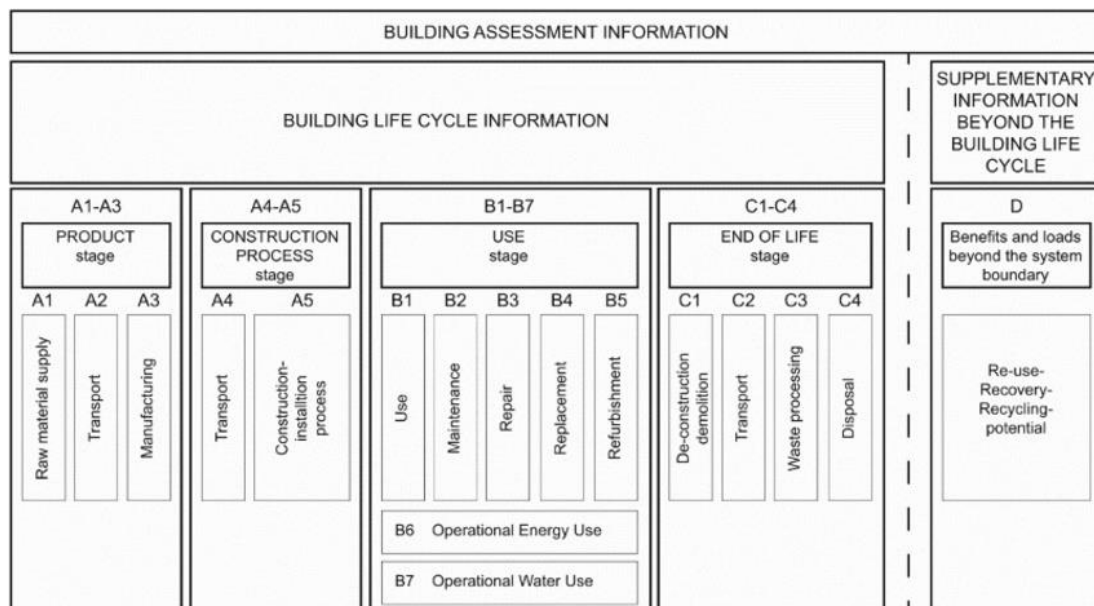 BUILDING ASSESSMENT INFORMATION
BUILDING LIFE CYCLE INFORMATION
SUPPLEMENTARY
INFORMATION
BEYOND THE
BUILDING LIFE
CYCLE
A1-A3
PRODUCT
stage
A1
A2
A3
Raw material supply
Transport
Manufacturing
A4-A5
CONSTRUCTION
PROCESS
stage
A4
A5
Transport
Construction-
installtion
process
B1-B7
USE
stage
B1
B2
B3
B4
B5
Use
Maintenance
Repair
Replacement
Refurbishment
B6 Operational Energy Use
B7 Operational Water Use
C1-C4
END OF LIFE
stage
C1
C2
C3
C4
De-construction
demolition
Transport
Waste processing
Disposal
D
Benefits and loads
beyond the system
boundary
Re-use-
Recovery-
Recycling-
potential